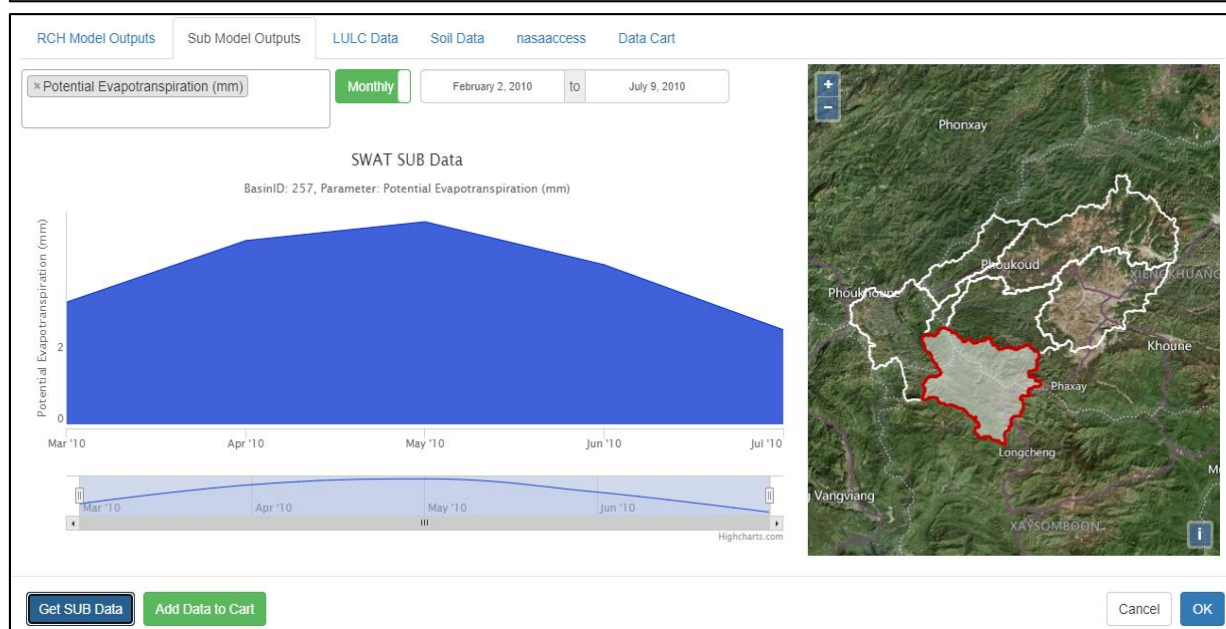 RCH Model Outputs Sub Model Outputs LULC Data Soil Data nasaaccess Data Cart
× Potential Evapotranspiration (mm) Monthly February 2, 2010 to July 9, 2010
SWAT SUB Data
BasinID: 257, Parameter: Potential Evapotranspiration (mm)
Potential Evapotranspiration (mm)
2
0
Mar '10 Apr '10 May '10 Jun '10 Jul '10
Mar '10 Apr '10 May '10 Jun '10
Highcharts.com
+
−
Phonxay
Phoukoud
XIENGKHUANG
Phoukhoune
Khoune
Phaxay
Longcheng
Vangviang
XAYSOMBOON
i
Get SUB Data Add Data to Cart Cancel OK